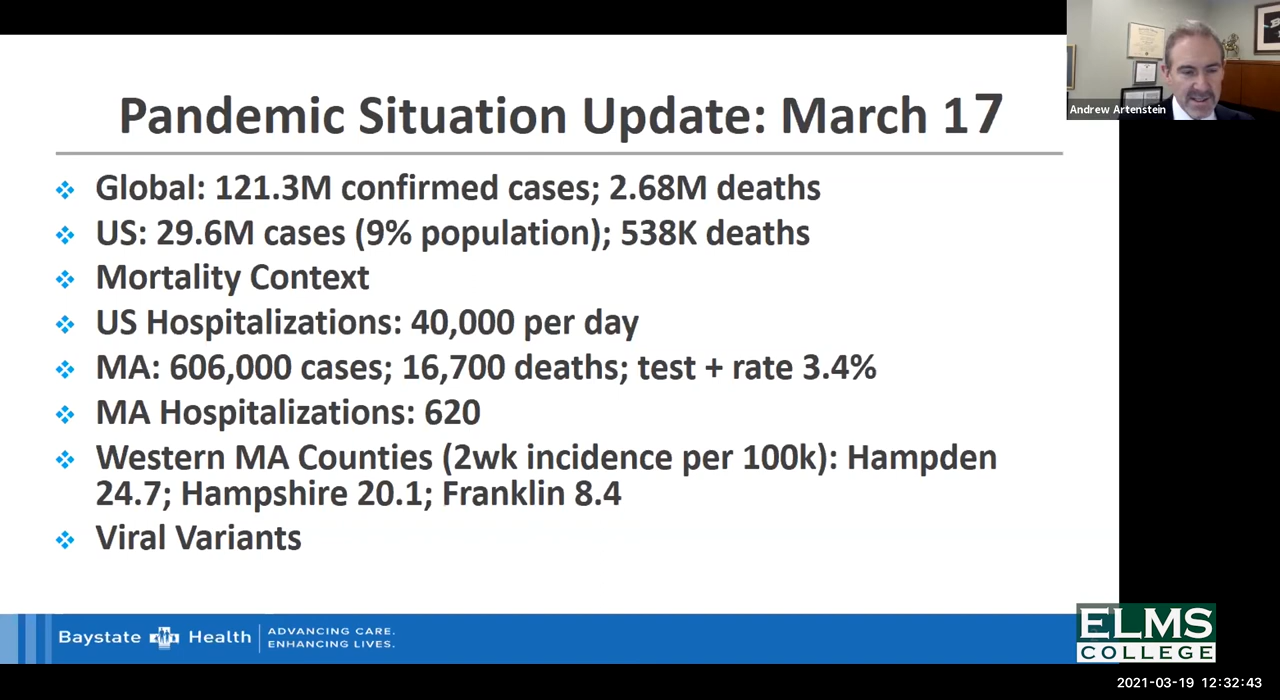 Pandemic Situation Update: March 17
Global: 121.3M confirmed cases; 2.68M deaths
US: 29.6M cases (9% population); 538K deaths
Mortality Context
US Hospitalizations: 40,000 per day
MA: 606,000 cases; 16,700 deaths; test + rate 3.4%
MA Hospitalizations: 620
Western MA Counties (2wk incidence per 100k): Hampden
24.7; Hampshire 20.1; Franklin 8.4
Viral Variants
Baystate Health
ADVANCING CARE.
ENHANCING LIVES.
Andrew Artenstein
ELMS
COLLEGE
2021-03-19 12:32:43